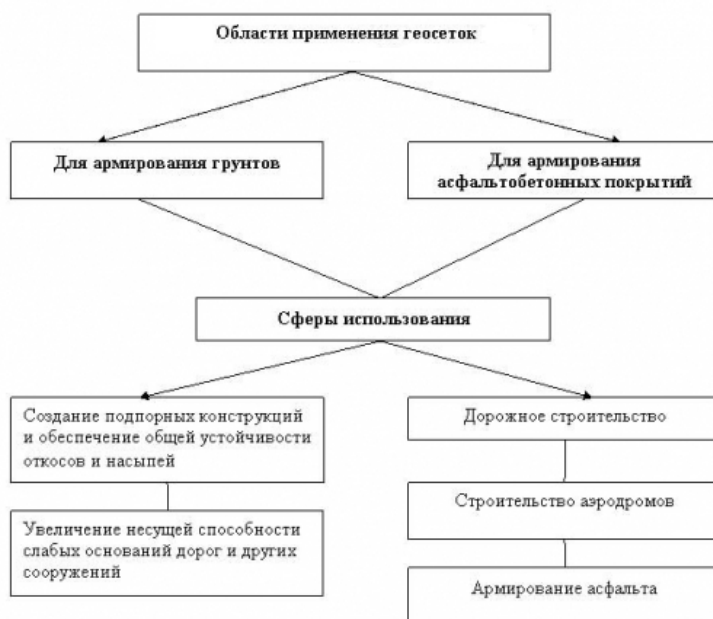 Области применения геосеток
Для армирования грунтов
Для армирования
асфальтобетонных покрытий
Сферы использования
Создание подпорных конструкций
и обеспечение общей устойчивости
откосов и насыпей
Увеличение несущей способности
слабых оснований дорог и других
сооружений
Дорожное строительство
Строительство аэродромов
Армирование асфальта